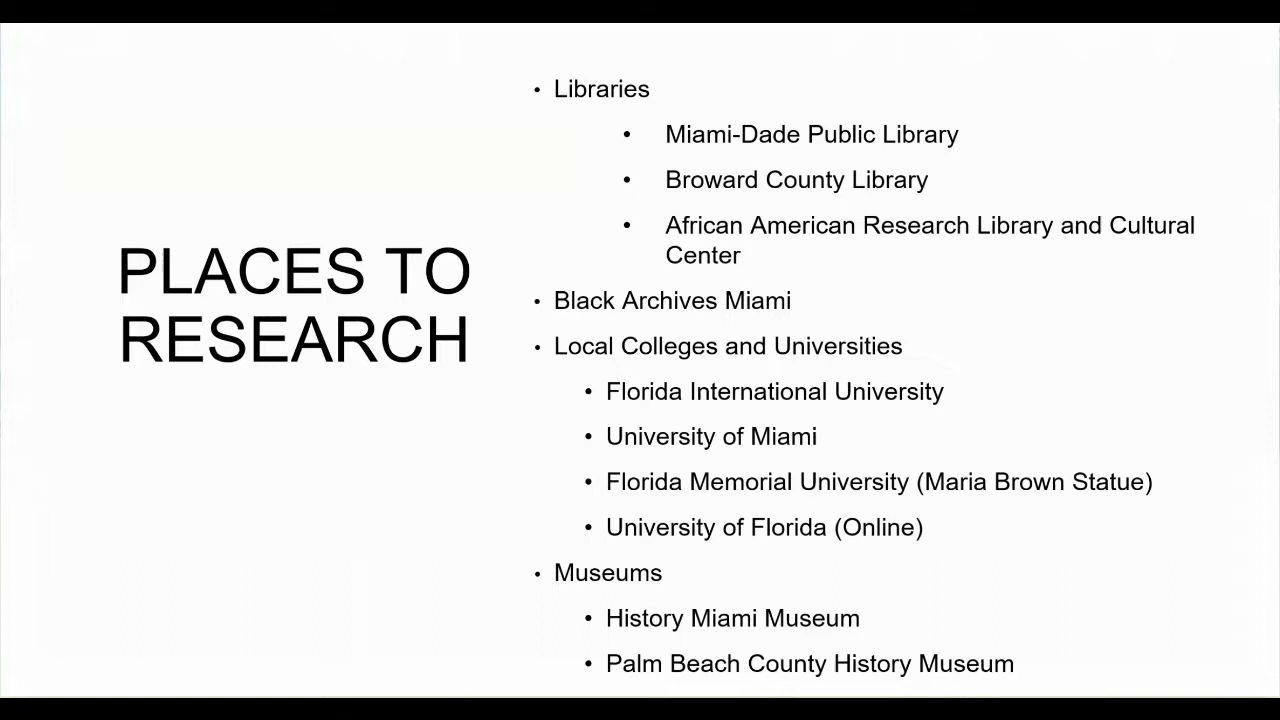 PLACES TO
RESEARCH
• Libraries
• Miami-Dade Public Library
• Broward County Library
• African American Research Library and Cultural
Center
• Black Archives Miami
• Local Colleges and Universities
• Florida International University
• University of Miami
• Florida Memorial University (Maria Brown Statue)
• University of Florida (Online)
• Museums
• History Miami Museum
• Palm Beach County History Museum